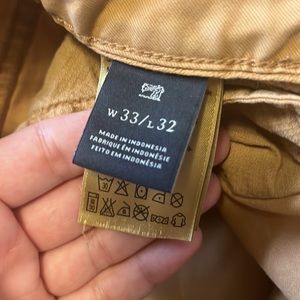 W 33/L 32
MADE IN INDONESIA
FABRIQUÉ EN INDONÉSIE
FEITO EM INDONÉSIA